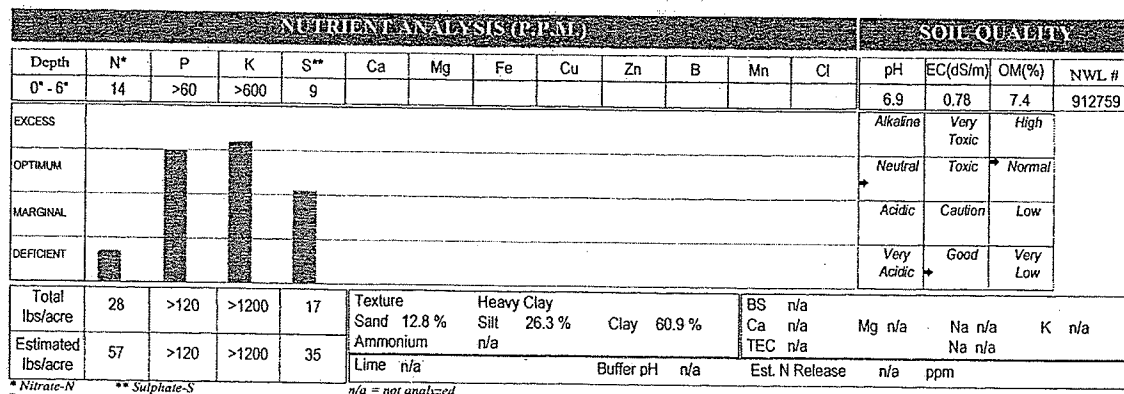 NUTRIENT ANALYSIS (P.P.M.) SOIL QUALITY
Depth N* P K S** Ca Mg Fe Cu Zn B Mn Cl pH EC(dS/m) OM(%) NWL #
0" - 6" 14 >60 >600 9 6.9 0.78 7.4 912759
EXCESS Alkaline Very Toxic High
OPTIMUM Neutral Toxic Normal
MARGINAL Acidic Caution Low
DEFICIENT Very Acidic Good Very Low
Total lbs/acre 28 >120 >1200 17
Estimated lbs/acre 57 >120 >1200 35
Texture Heavy Clay
Sand 12.8 % Silt 26.3 % Clay 60.9 %
Ammonium n/a
Lime n/a Buffer pH n/a Est. N Release n/a ppm
BS n/a
Ca n/a Mg n/a Na n/a K n/a
TEC n/a Na n/a
* Nitrate-N ** Sulphate-S n/a = not analyzed